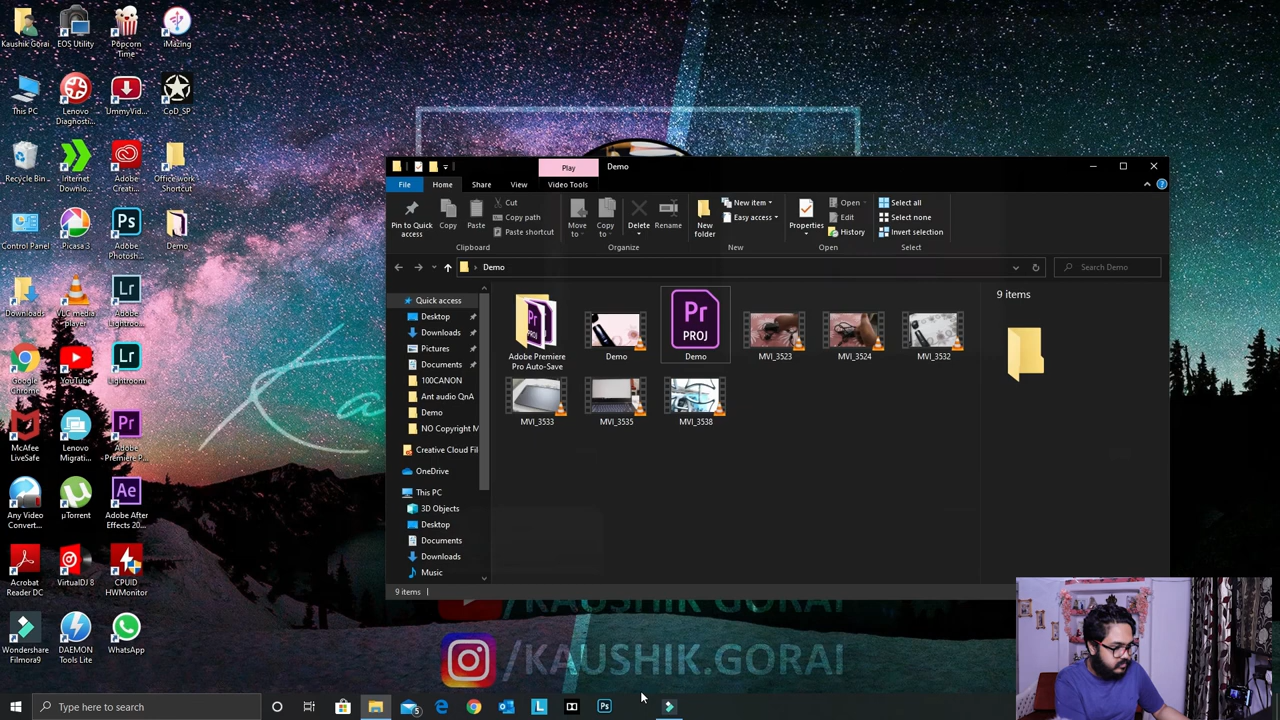 Kaushik Gorai
EOS Utility
Popcorn
Time
iMazing
This PC
Lenovo
Diagnosti...
UmmyVid...
CoD_SP
Recycle Bin
Internet
Downlo...
Adobe
Creati...
Office work
Shortcut
Control Panel
Picasa 3
Adobe
Photosh...
Demo
Downloads
VLC media
player
Adobe
Lightroo...
Google
Chrome
YouTube
Lightroom
McAfee
LiveSafe
Lenovo
Migrati...
Adobe
Premiere P...
Any Video
Convert...
µTorrent
Adobe After
Effects 20...
Acrobat
Reader DC
VirtualDJ 8
CPUID
HWMonitor
Wondershare
Filmora9
DAEMON
Tools Lite
WhatsApp
Play
Demo
File
Home
Share
View
Video Tools
Pin to Quick
access
Copy
Paste
Cut
Copy path
Paste shortcut
Clipboard
Move
to
Copy
to
Delete
Rename
Organize
New
folder
New item
Easy access
New
Properties
Open
Edit
History
Open
Select all
Select none
Invert selection
Select
Demo
Search Demo
Quick access
Desktop
Downloads
Pictures
Documents
100CANON
Ant audio QnA
Demo
NO Copyright M
Creative Cloud Fil
OneDrive
This PC
3D Objects
Desktop
Documents
Downloads
Music
Adobe Premiere
Pro Auto-Save
Demo
Pr
PROJ
Demo
MVI_3523
MVI_3524
MVI_3532
MVI_3533
MVI_3535
MVI_3538
9 items
9 items
/KAUSHIK GORAI
/KAUSHIK.GORAI
Type here to search